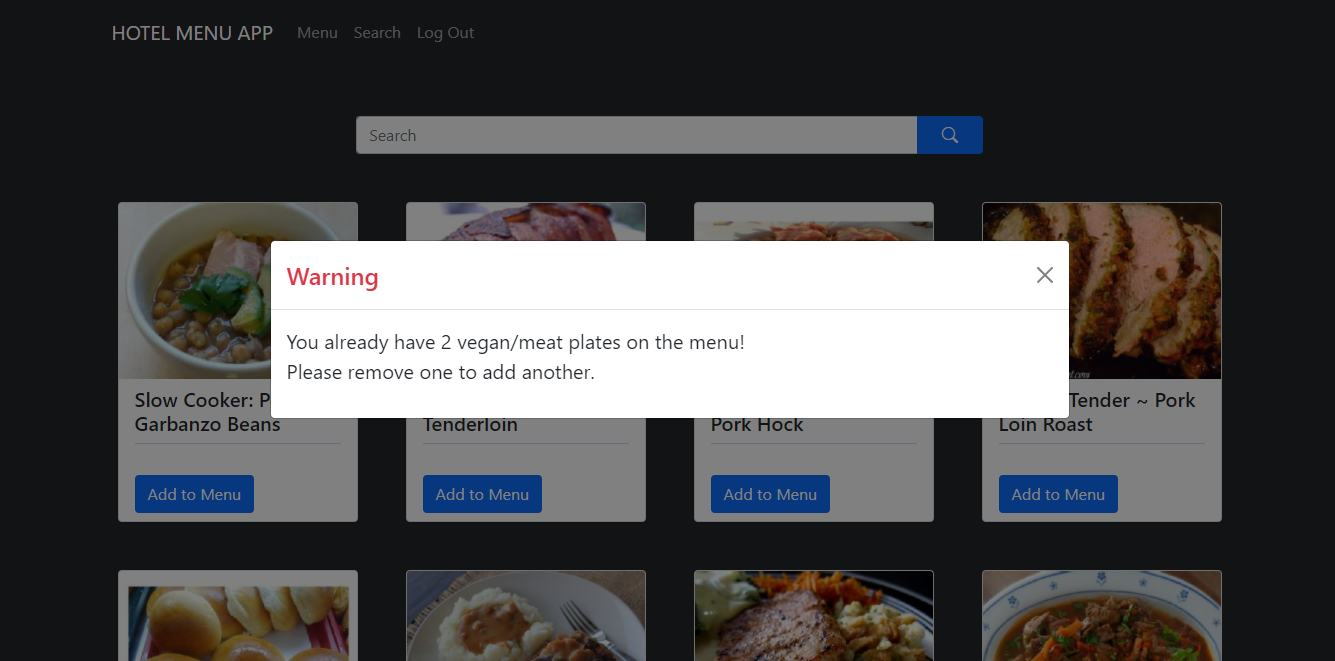 HOTEL MENU APP Menu Search Log Out
Search
Warning
You already have 2 vegan/meat plates on the menu!
Please remove one to add another.
Slow Cooker: P
Garbanzo Beans
Tenderloin
Pork Hock
Tender ~ Pork
Loin Roast
Add to Menu
Add to Menu
Add to Menu
Add to Menu